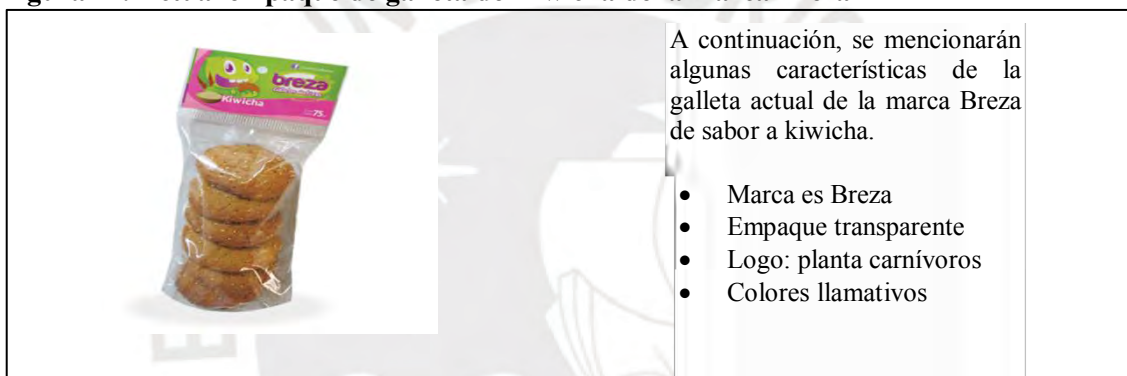 breza
Kiwicha
75
A continuación, se mencionarán
algunas características de la
galleta actual de la marca Breza
de sabor a kiwicha.
• Marca es Breza
• Empaque transparente
• Logo: planta carnívoros
• Colores llamativos